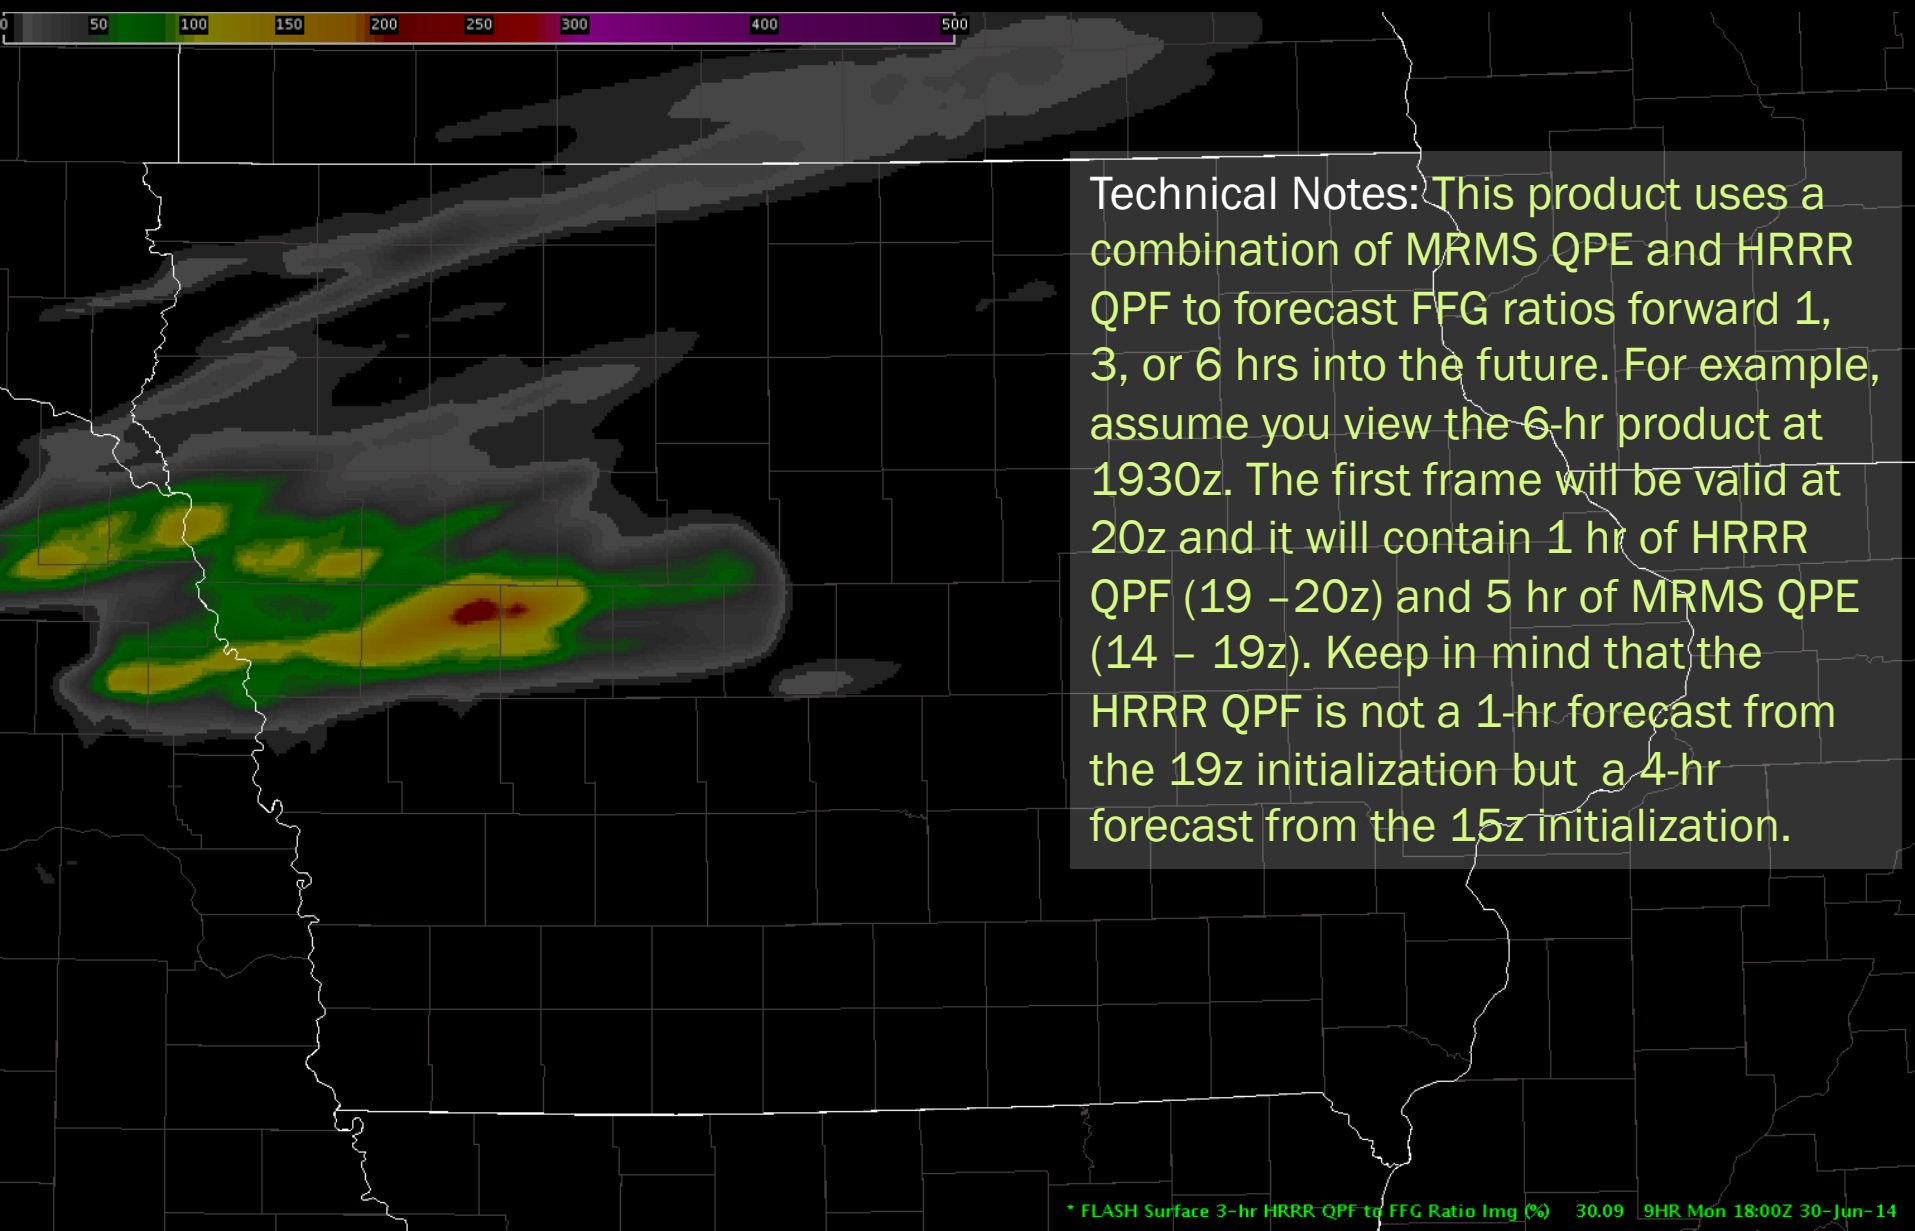 0 50 100 150 200 250 300 400 500
Technical Notes: This product uses a
combination of MRMS QPE and HRRR
QPF to forecast FFG ratios forward 1,
3, or 6 hrs into the future. For example,
assume you view the 6-hr product at
1930z. The first frame will be valid at
20z and it will contain 1 hr of HRRR
QPF (19 –20z) and 5 hr of MRMS QPE
(14 – 19z). Keep in mind that the
HRRR QPF is not a 1-hr forecast from
the 19z initialization but  a 4-hr
forecast from the 15z initialization.
* FLASH Surface 3-hr HRRR QPF to FFG Ratio Img (%) 30.09 9HR Mon 18:00Z 30-Jun-14